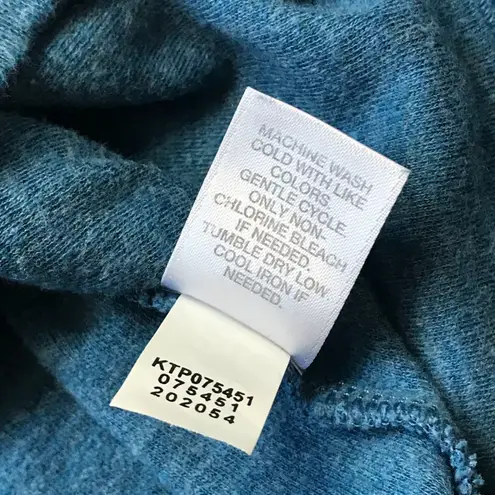 MACHINE WASH
COLD WITH LIKE
COLORS.
GENTLE CYCLE.
ONLY NON-
CHLORINE BLEACH
IF NEEDED.
TUMBLE DRY LOW
COOL IRON IF
NEEDED.
KTP075451
075451
202054